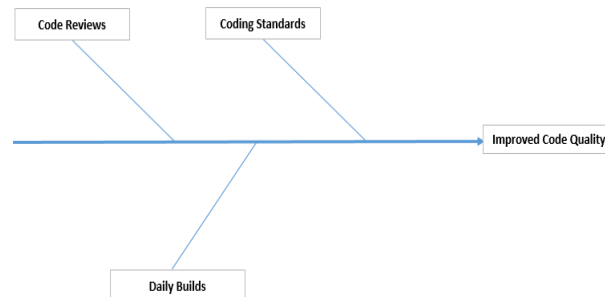 Code Reviews
Coding Standards
Improved Code Quality
Daily Builds